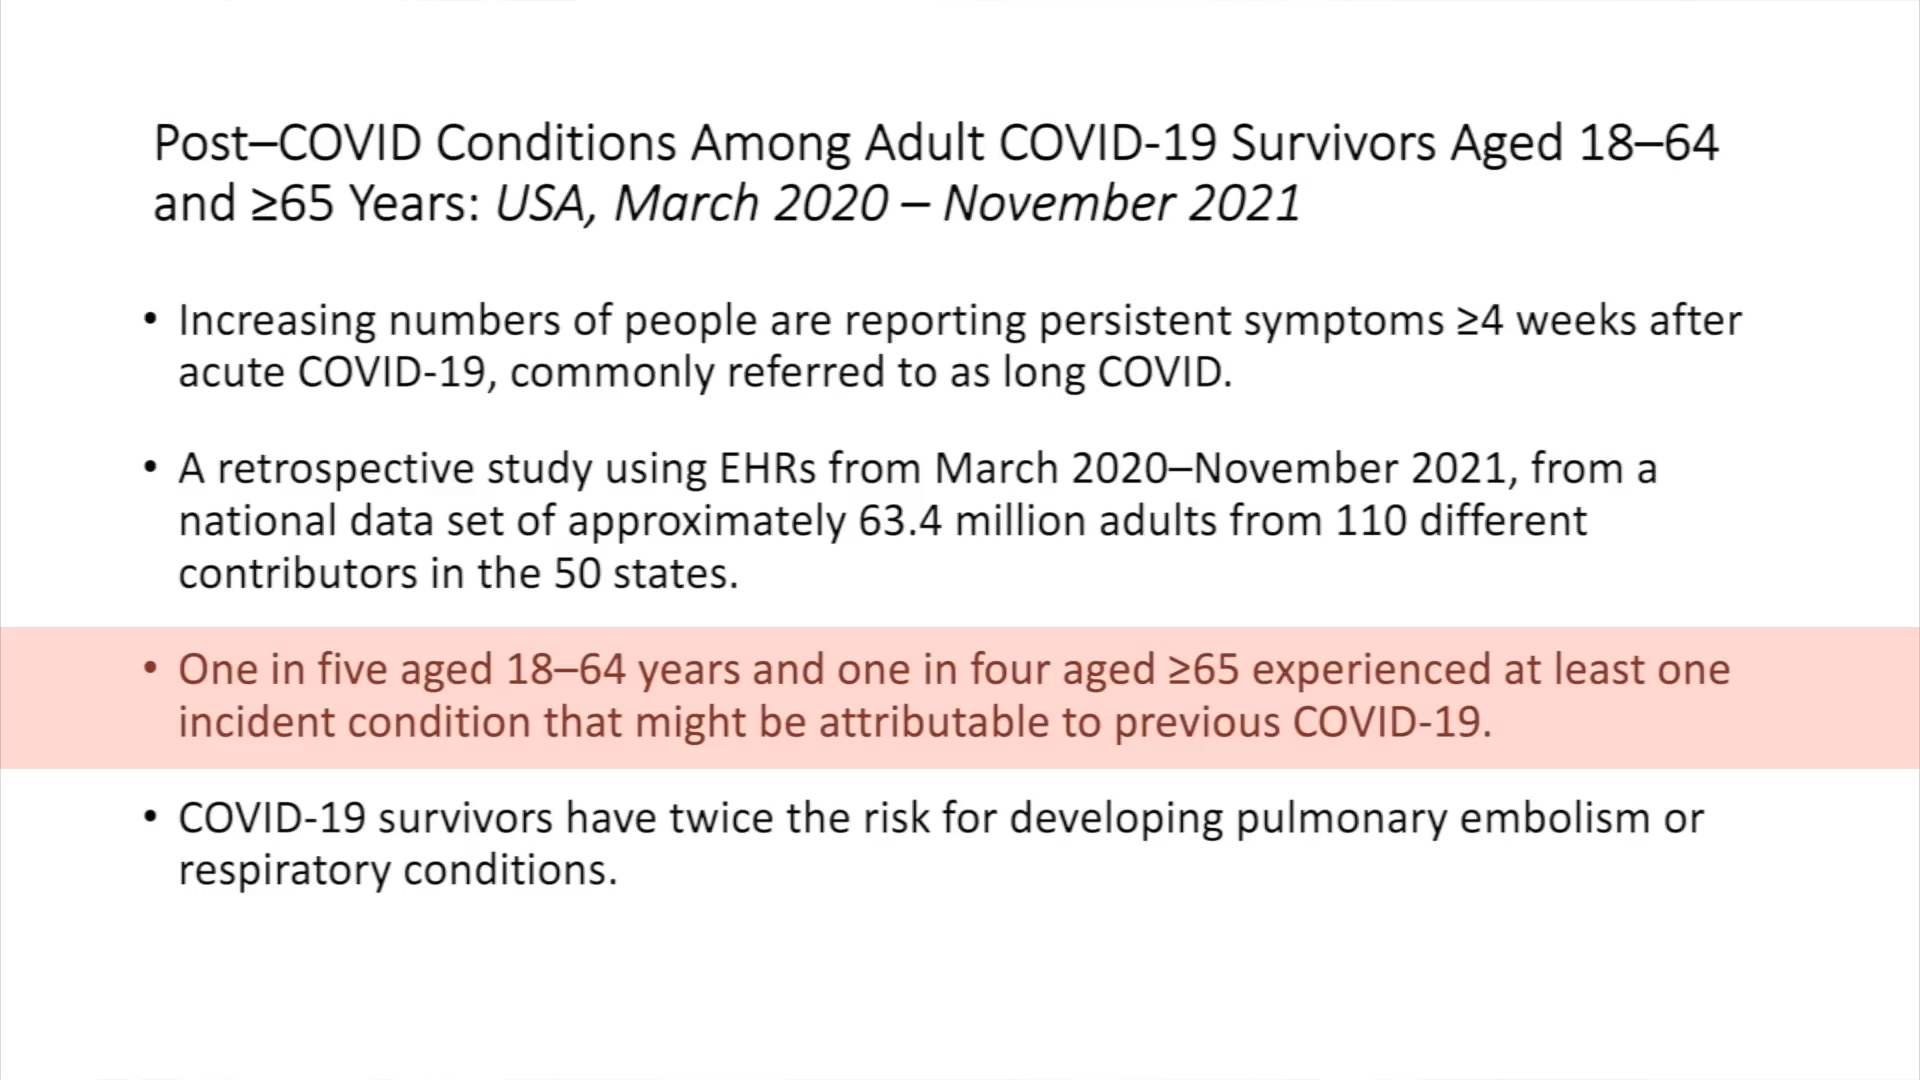 Post–COVID Conditions Among Adult COVID-19 Survivors Aged 18–64
and ≥65 Years: USA, March 2020 – November 2021
• Increasing numbers of people are reporting persistent symptoms ≥4 weeks after
acute COVID-19, commonly referred to as long COVID.
• A retrospective study using EHRs from March 2020–November 2021, from a
national data set of approximately 63.4 million adults from 110 different
contributors in the 50 states.
• One in five aged 18–64 years and one in four aged ≥65 experienced at least one
incident condition that might be attributable to previous COVID-19.
• COVID-19 survivors have twice the risk for developing pulmonary embolism or
respiratory conditions.